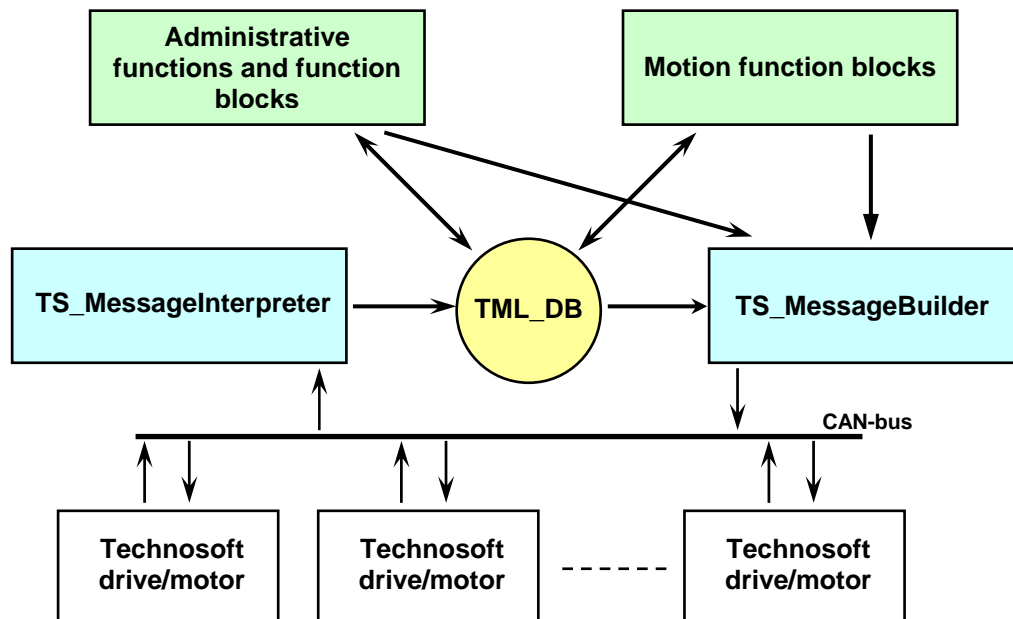 Administrative
functions and function
blocks
Motion function blocks
TS_MessageInterpreter
TML_DB
TS_MessageBuilder
CAN-bus
Technosoft
drive/motor
Technosoft
drive/motor
Technosoft
drive/motor